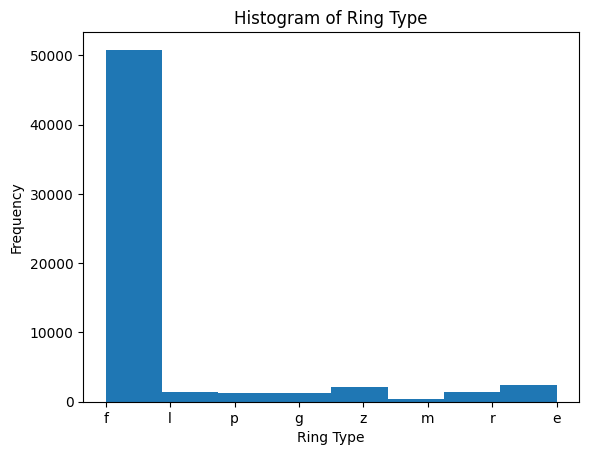 Histogram of Ring Type
50000
40000
30000
20000
10000
0
Frequency
f l p g z m r e
Ring Type